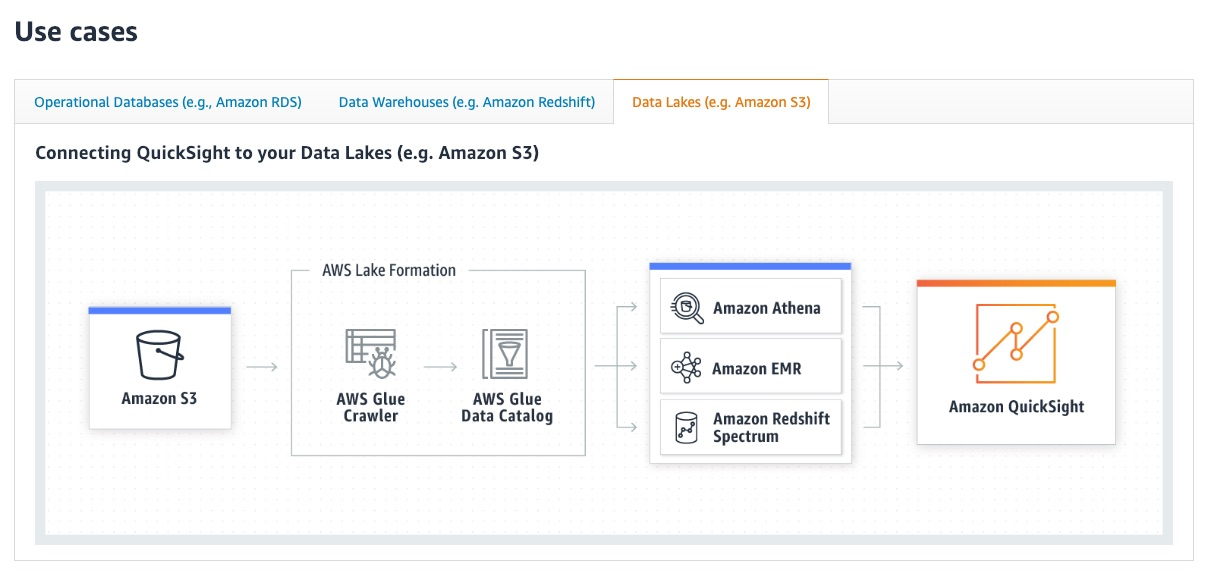 Use cases
Operational Databases (e.g., Amazon RDS)
Data Warehouses (e.g. Amazon Redshift)
Data Lakes (e.g. Amazon S3)
Connecting QuickSight to your Data Lakes (e.g. Amazon S3)
Amazon S3
AWS Lake Formation
AWS Glue
Crawler
AWS Glue
Data Catalog
Amazon Athena
Amazon EMR
Amazon Redshift
Spectrum
Amazon QuickSight